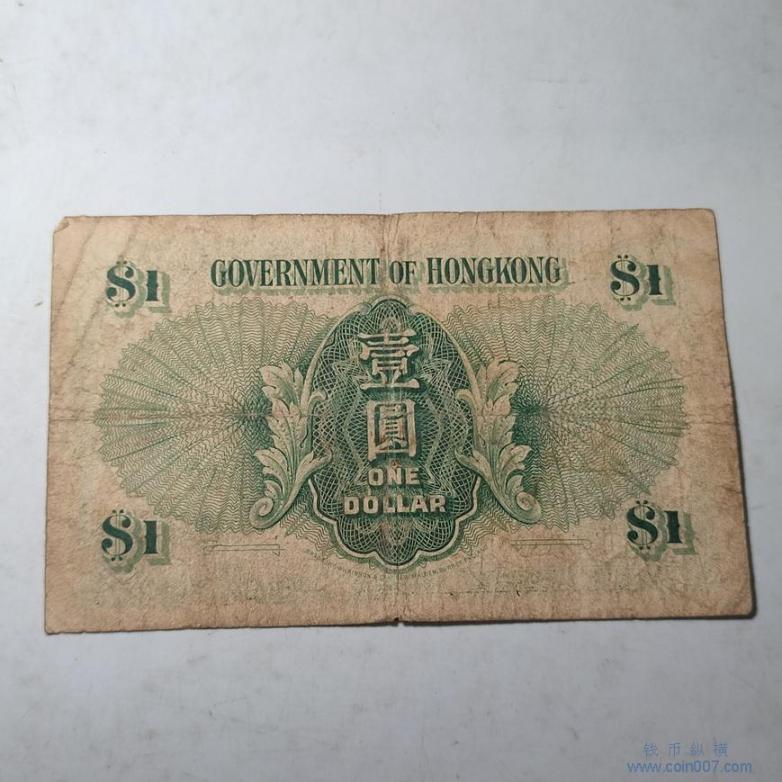 $1 GOVERNMENT OF HONGKONG $1
壹
圓
ONE
DOLLAR
$1 $1
钱币纵横
www.coin007.com